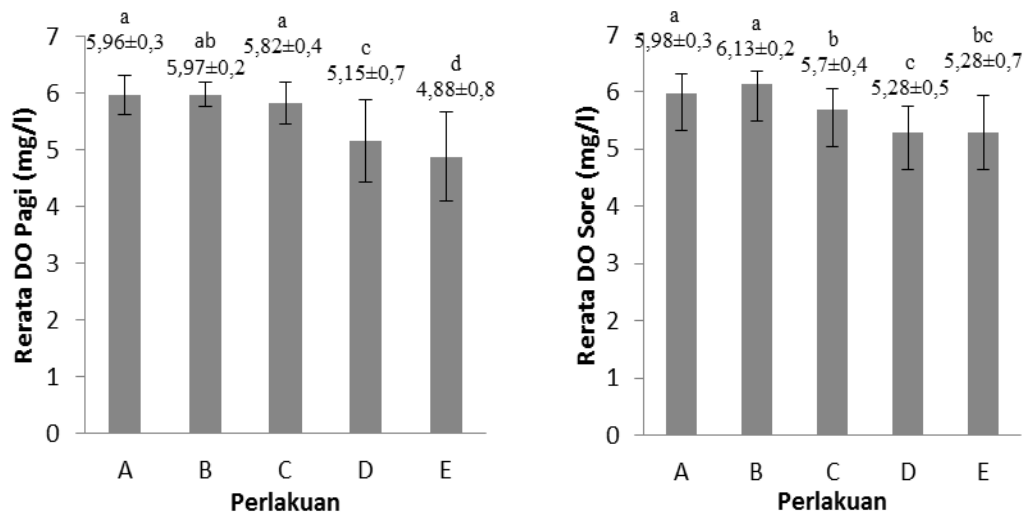 Rerata DO Pagi (mg/l)
7
6
5
4
3
2
1
0
a
5,96±0,3
ab
5,97±0,2
a
5,82±0,4
c
5,15±0,7
d
4,88±0,8
A B C D E
Perlakuan
Rerata DO Sore (mg/l)
7
6
5
4
3
2
1
0
a
5,98±0,3
a
6,13±0,2
b
5,7±0,4
c
5,28±0,5
bc
5,28±0,7
A B C D E
Perlakuan